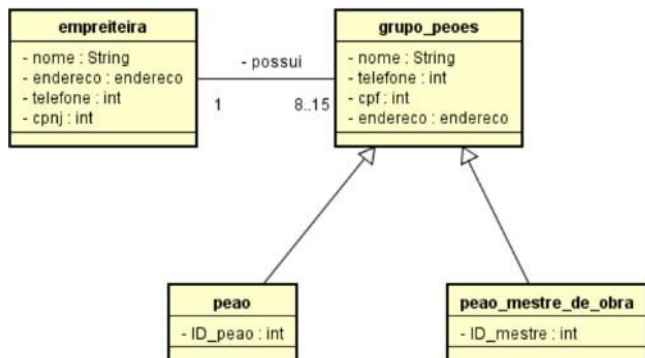 empreiteira
- nome : String
- endereco : endereco
- telefone : int
- cpnj : int
- possui
1
8..15
grupo_peoes
- nome : String
- telefone : int
- cpf : int
- endereco : endereco
peao
- ID_peao : int
peao_mestre_de_obra
- ID_mestre : int